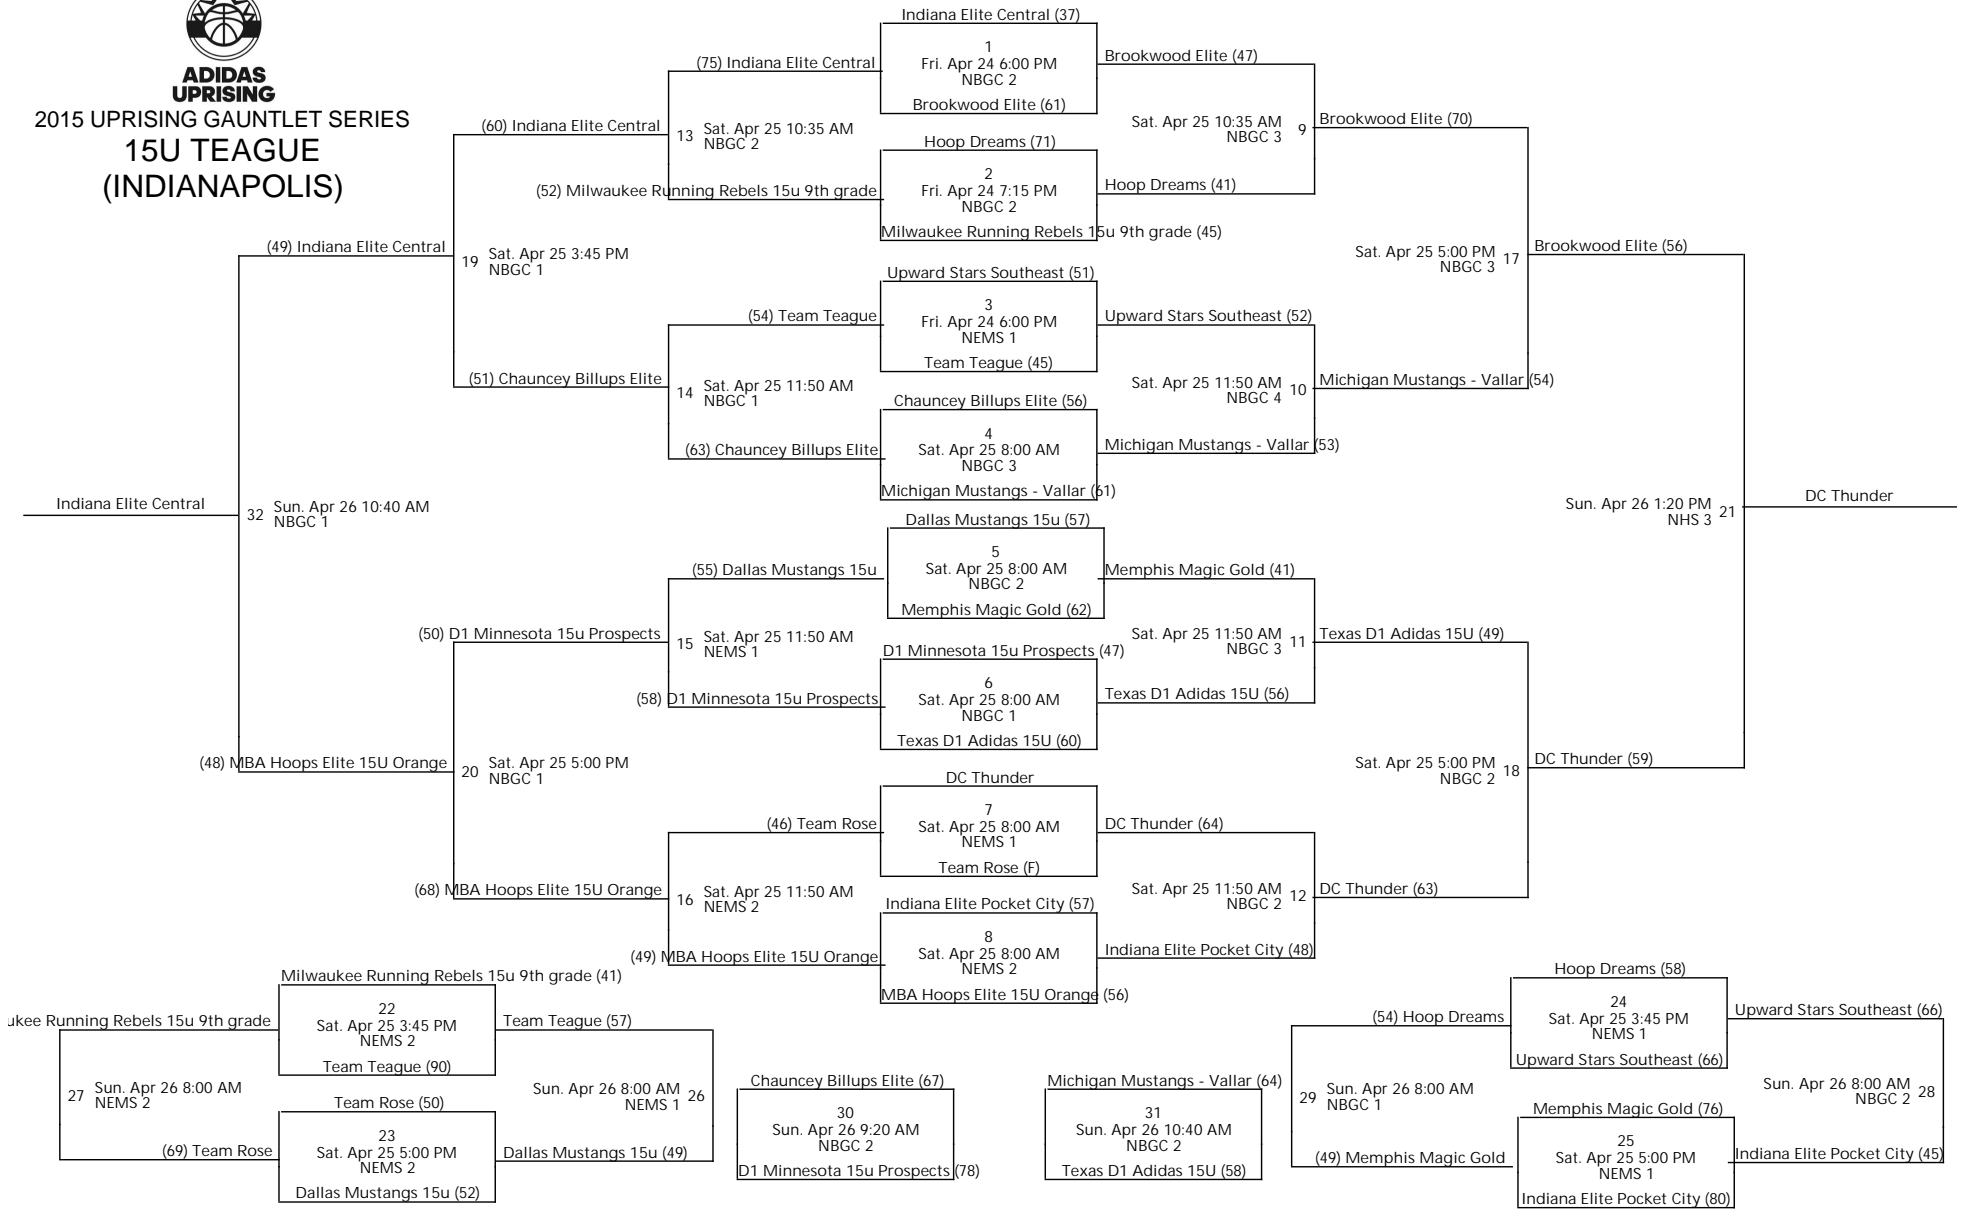 ADIDAS
UPRISING
2015 UPRISING GAUNTLET SERIES
15U TEAGUE
(INDIANAPOLIS)
Indiana Elite Central (37)
1
Fri. Apr 24 6:00 PM
NBGC 2
Brookwood Elite (61)
Hoop Dreams (71)
2
Fri. Apr 24 7:15 PM
NBGC 2
Milwaukee Running Rebels 15u 9th grade (45)
Upward Stars Southeast (51)
3
Fri. Apr 24 6:00 PM
NEMS 1
Team Teague (45)
Chauncey Billups Elite (56)
4
Sat. Apr 25 8:00 AM
NBGC 3
Michigan Mustangs - Vallar (61)
Dallas Mustangs 15u (57)
5
Sat. Apr 25 8:00 AM
NBGC 2
Memphis Magic Gold (62)
D1 Minnesota 15u Prospects (47)
6
Sat. Apr 25 8:00 AM
NBGC 1
Texas D1 Adidas 15U (60)
DC Thunder
7
Sat. Apr 25 8:00 AM
NEMS 1
Team Rose (F)
Indiana Elite Pocket City (57)
8
Sat. Apr 25 8:00 AM
NEMS 2
MBA Hoops Elite 15U Orange (56)
Brookwood Elite (47)
Sat. Apr 25 10:35 AM 9
NBGC 3
Hoop Dreams (41)
Upward Stars Southeast (52)
Sat. Apr 25 11:50 AM 10
NBGC 4
Michigan Mustangs - Vallar (53)
Memphis Magic Gold (41)
Sat. Apr 25 11:50 AM 11
NBGC 3
Texas D1 Adidas 15U (56)
DC Thunder (64)
Sat. Apr 25 11:50 AM 12
NBGC 2
Indiana Elite Pocket City (48)
Brookwood Elite (70)
Sat. Apr 25 5:00 PM 17
NBGC 3
Michigan Mustangs - Vallar (54)
Texas D1 Adidas 15U (49)
Sat. Apr 25 5:00 PM 18
NBGC 2
DC Thunder (63)
Brookwood Elite (56)
Sun. Apr 26 1:20 PM 21
NHS 3
DC Thunder (59)
DC Thunder
(75) Indiana Elite Central
13 Sat. Apr 25 10:35 AM
NBGC 2
(52) Milwaukee Running Rebels 15u 9th grade
(54) Team Teague
14 Sat. Apr 25 11:50 AM
NBGC 1
(63) Chauncey Billups Elite
(55) Dallas Mustangs 15u
15 Sat. Apr 25 11:50 AM
NEMS 1
(58) D1 Minnesota 15u Prospects
(46) Team Rose
16 Sat. Apr 25 11:50 AM
NEMS 2
(49) MBA Hoops Elite 15U Orange
(60) Indiana Elite Central
19 Sat. Apr 25 3:45 PM
NBGC 1
(51) Chauncey Billups Elite
(50) D1 Minnesota 15u Prospects
20 Sat. Apr 25 5:00 PM
NBGC 1
(68) MBA Hoops Elite 15U Orange
(49) Indiana Elite Central
32 Sun. Apr 26 10:40 AM
NBGC 1
(48) MBA Hoops Elite 15U Orange
Indiana Elite Central
Milwaukee Running Rebels 15u 9th grade (41)
22
Sat. Apr 25 3:45 PM
NEMS 2
Team Teague (90)
Team Rose (50)
23
Sat. Apr 25 5:00 PM
NEMS 2
Dallas Mustangs 15u (52)
ukee Running Rebels 15u 9th grade
27 Sun. Apr 26 8:00 AM
NEMS 2
(69) Team Rose
Team Teague (57)
Sun. Apr 26 8:00 AM 26
NEMS 1
Dallas Mustangs 15u (49)
Chauncey Billups Elite (67)
30
Sun. Apr 26 9:20 AM
NBGC 2
D1 Minnesota 15u Prospects (78)
Michigan Mustangs - Vallar (64)
31
Sun. Apr 26 10:40 AM
NBGC 2
Texas D1 Adidas 15U (58)
Hoop Dreams (58)
24
Sat. Apr 25 3:45 PM
NEMS 1
Upward Stars Southeast (66)
Memphis Magic Gold (76)
25
Sat. Apr 25 5:00 PM
NEMS 1
Indiana Elite Pocket City (80)
(54) Hoop Dreams
29 Sun. Apr 26 8:00 AM
NBGC 1
(49) Memphis Magic Gold
Upward Stars Southeast (66)
Sun. Apr 26 8:00 AM 28
NBGC 2
Indiana Elite Pocket City (45)